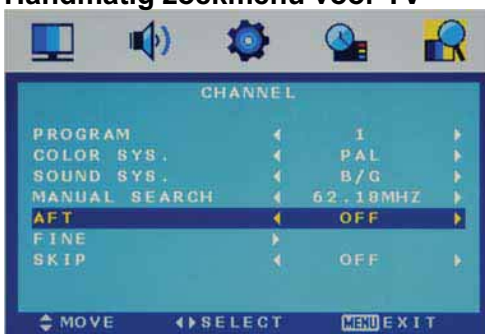 Handmatig zoekmenu voor TV
CHANNEL
PROGRAM 1
COLOR SYS. PAL
SOUND SYS. B/G
MANUAL SEARCH 62.18MHZ
AFT OFF
FINE
SKIP OFF
MOVE SELECT MENU EXIT